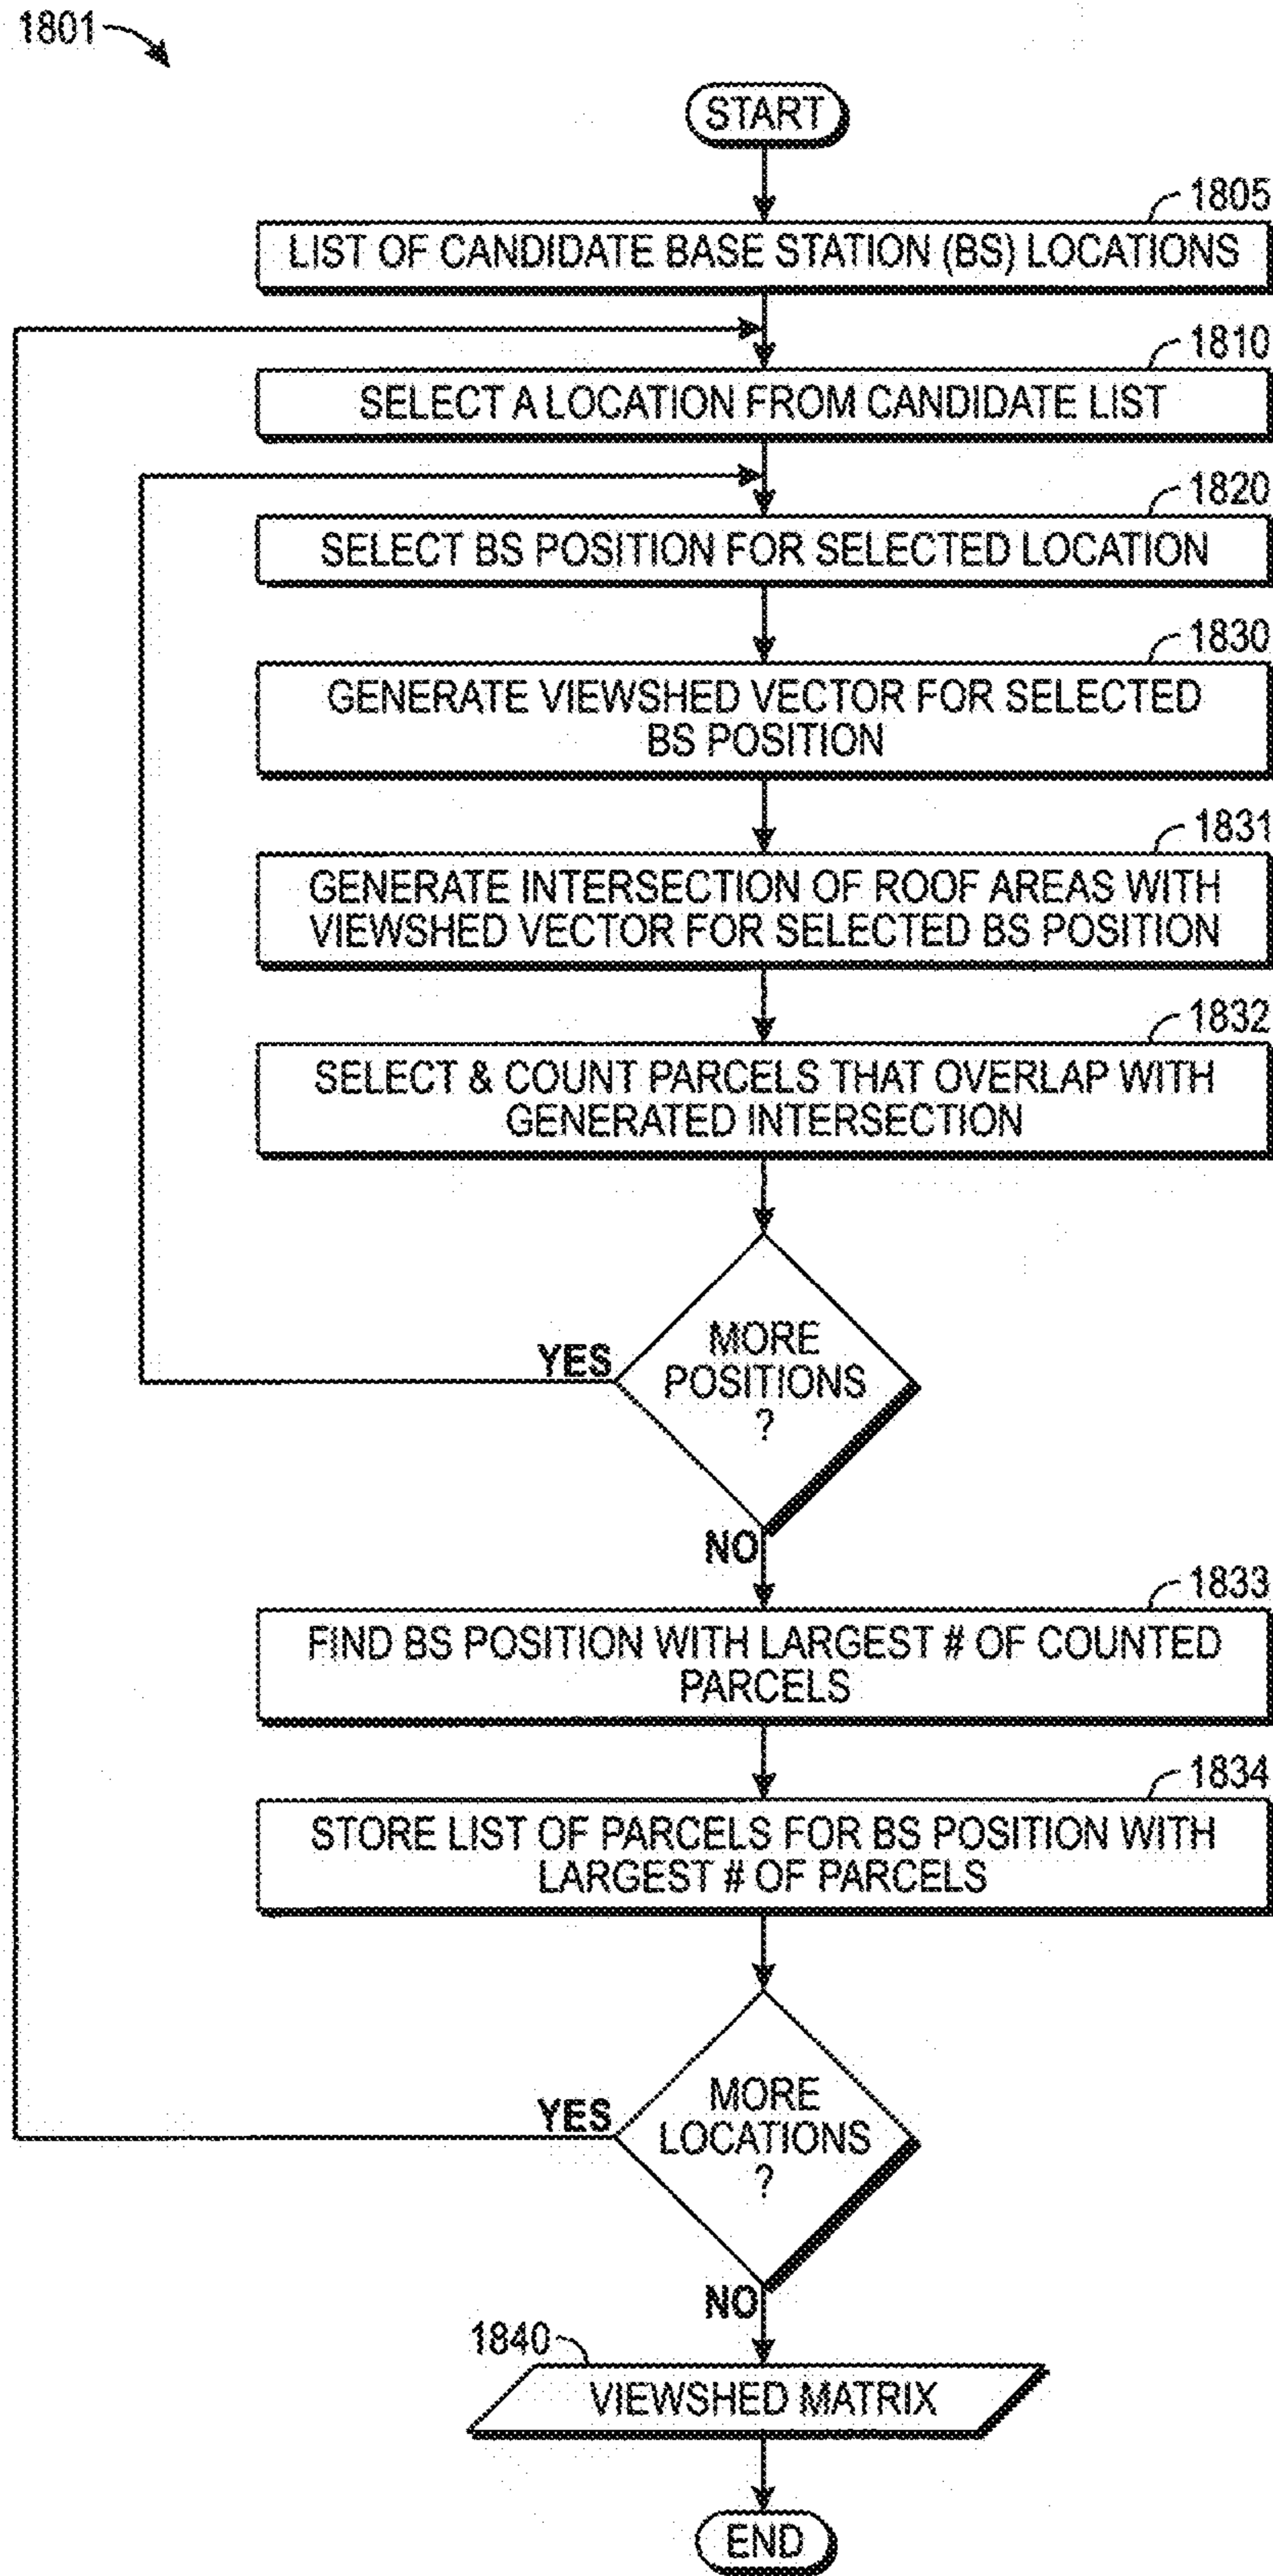 1801
START
1805
LIST OF CANDIDATE BASE STATION (BS) LOCATIONS
1810
SELECT A LOCATION FROM CANDIDATE LIST
1820
SELECT BS POSITION FOR SELECTED LOCATION
1830
GENERATE VIEWSHED VECTOR FOR SELECTED
BS POSITION
1831
GENERATE INTERSECTION OF ROOF AREAS WITH
VIEWSHED VECTOR FOR SELECTED BS POSITION
1832
SELECT & COUNT PARCELS THAT OVERLAP WITH
GENERATED INTERSECTION
MORE
POSITIONS
?
YES
NO
1833
FIND BS POSITION WITH LARGEST # OF COUNTED
PARCELS
1834
STORE LIST OF PARCELS FOR BS POSITION WITH
LARGEST # OF PARCELS
MORE
LOCATIONS
?
YES
NO
1840
VIEWSHED MATRIX
END